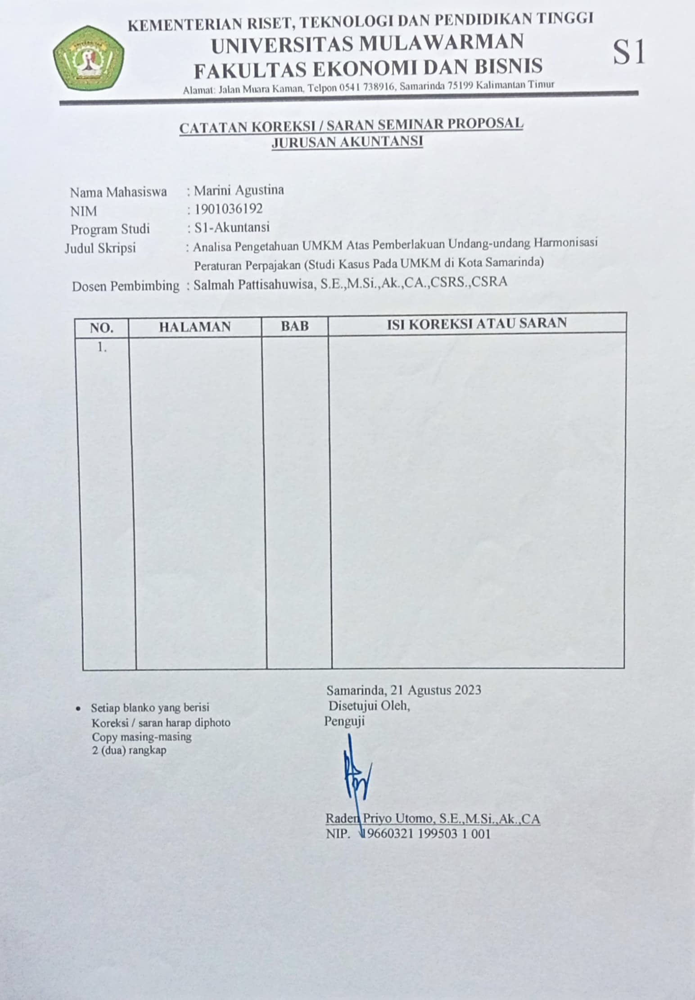 KEMENTERIAN RISET, TEKNOLOGI DAN PENDIDIKAN TINGGI
UNIVERSITAS MULAWARMAN
FAKULTAS EKONOMI DAN BISNIS
Alamat: Jalan Muara Kaman, Telpon 0541 738916, Samarinda 75199 Kalimantan Timur
S1
CATATAN KOREKSI / SARAN SEMINAR PROPOSAL
JURUSAN AKUNTANSI
Nama Mahasiswa : Marini Agustina
NIM : 1901036192
Program Studi : S1-Akuntansi
Judul Skripsi : Analisa Pengetahuan UMKM Atas Pemberlakuan Undang-undang Harmonisasi
Peraturan Perpajakan (Studi Kasus Pada UMKM di Kota Samarinda)
Dosen Pembimbing : Salmah Pattisahuwisa, S.E.,M.Si.,Ak.,CA.,CSRS.,CSRA
NO. HALAMAN BAB ISI KOREKSI ATAU SARAN
1.
Samarinda, 21 Agustus 2023
Disetujui Oleh,
Penguji
• Setiap blanko yang berisi
Koreksi / saran harap diphoto
Copy masing-masing
2 (dua) rangkap
Raden Priyo Utomo, S.E.,M.Si.,Ak.,CA
NIP. 19660321 199503 1 001